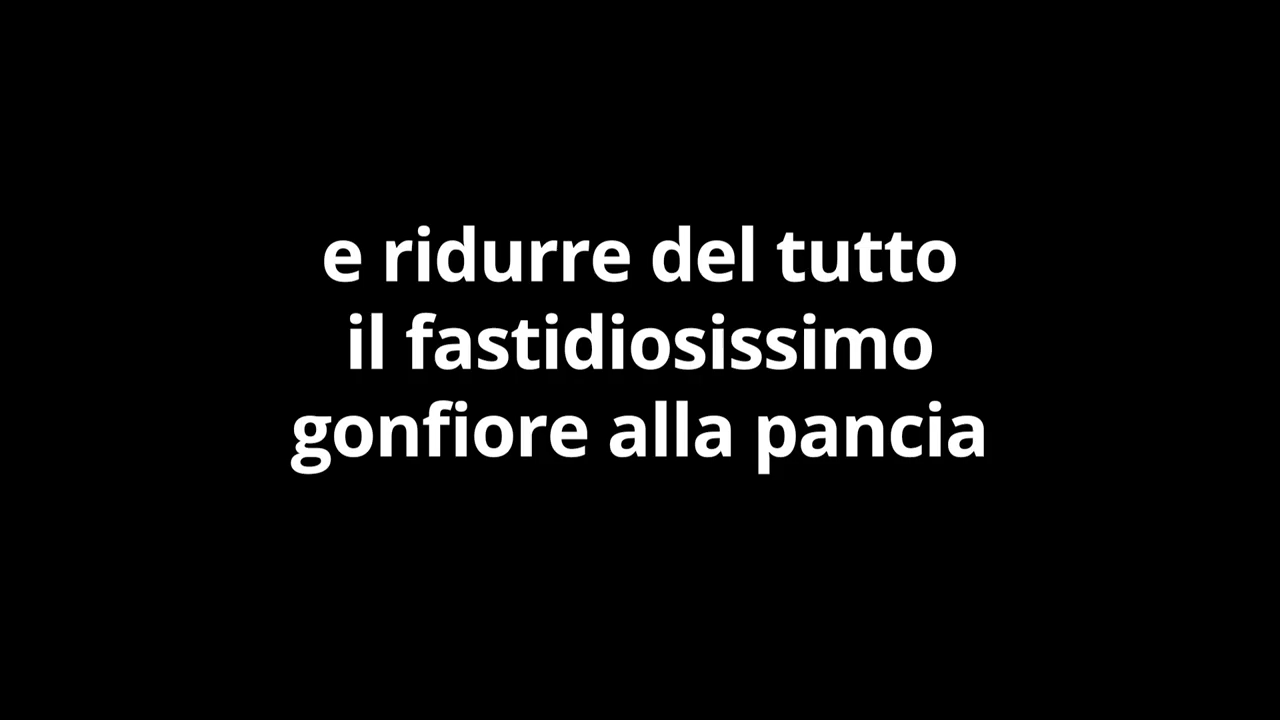 e ridurre del tutto
il fastidiosissimo
gonfiore alla pancia